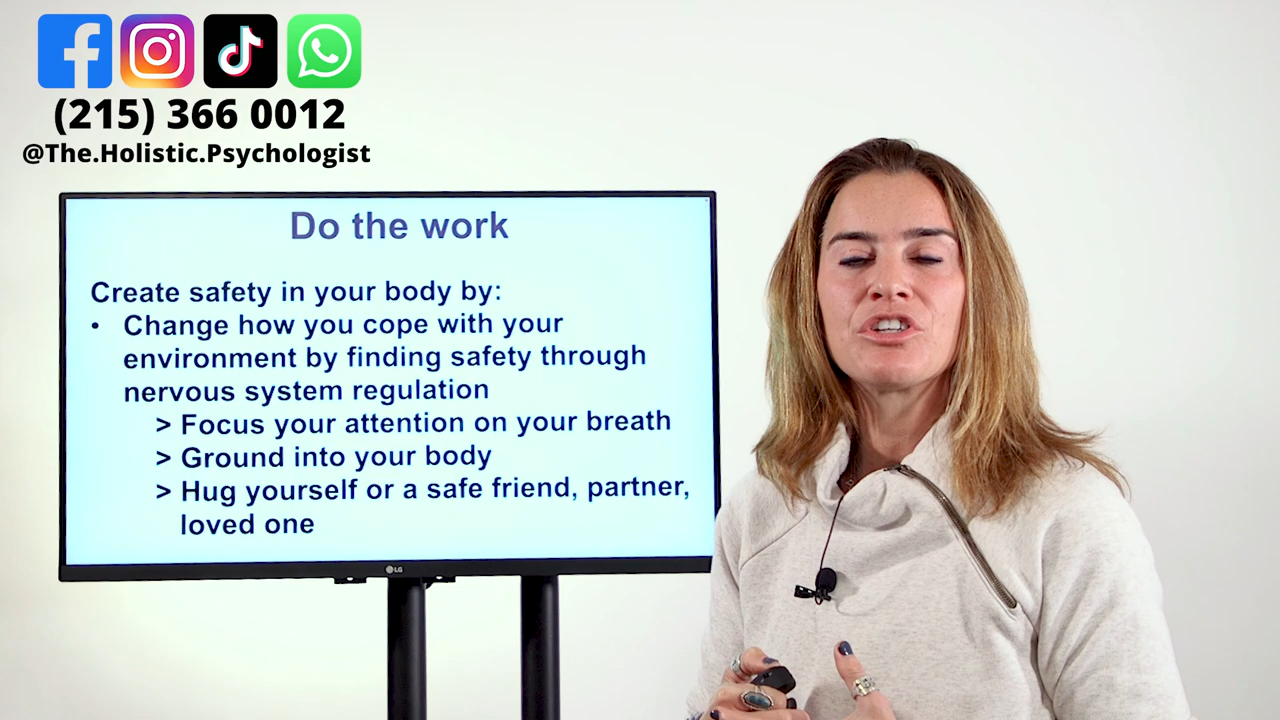 (215) 366 0012
@The.Holistic.Psychologist
Do the work
Create safety in your body by:
• Change how you cope with your
environment by finding safety through
nervous system regulation
> Focus your attention on your breath
> Ground into your body
> Hug yourself or a safe friend, partner,
loved one
LG